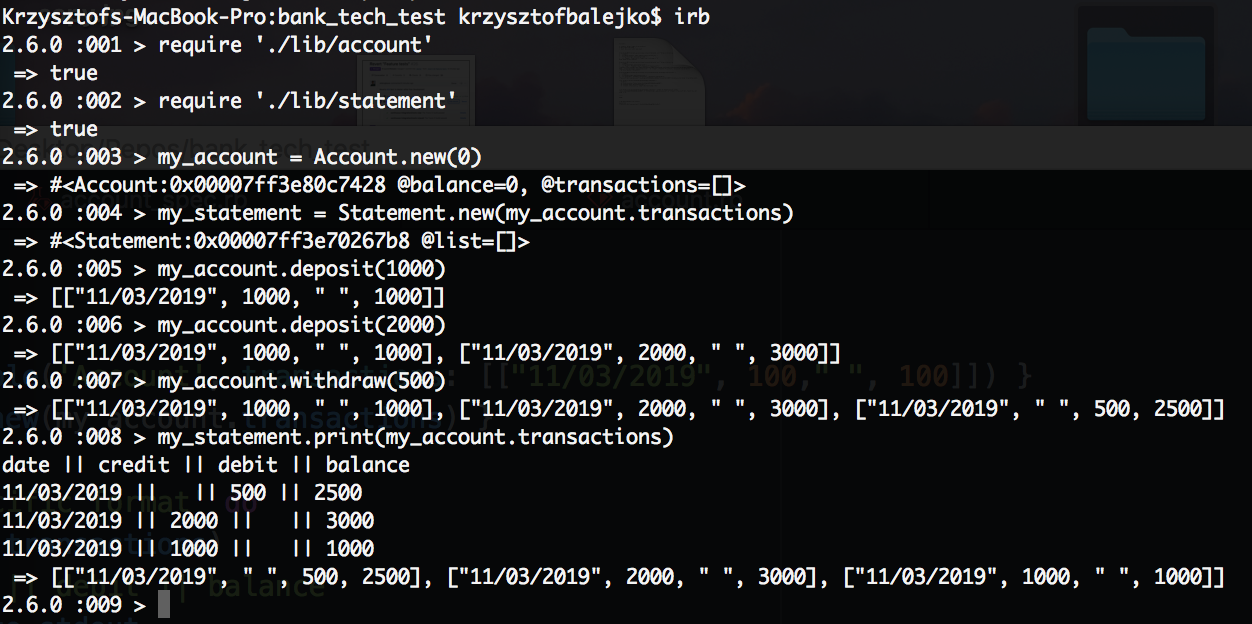 Krzysztofs-MacBook-Pro:bank_tech_test krzysztofbalejko$ irb
2.6.0 :001 > require './lib/account'
 => true
2.6.0 :002 > require './lib/statement'
 => true
2.6.0 :003 > my_account = Account.new(0)
 => #<Account:0x00007ff3e80c7428 @balance=0, @transactions=[]>
2.6.0 :004 > my_statement = Statement.new(my_account.transactions)
 => #<Statement:0x00007ff3e70267b8 @list=[]>
2.6.0 :005 > my_account.deposit(1000)
 => [["11/03/2019", 1000, " ", 1000]]
2.6.0 :006 > my_account.deposit(2000)
 => [["11/03/2019", 1000, " ", 1000], ["11/03/2019", 2000, " ", 3000]]
2.6.0 :007 > my_account.withdraw(500)
 => [["11/03/2019", 1000, " ", 1000], ["11/03/2019", 2000, " ", 3000], ["11/03/2019", " ", 500, 2500]]
2.6.0 :008 > my_statement.print(my_account.transactions)
date || credit || debit || balance
11/03/2019 ||   || 500 || 2500
11/03/2019 || 2000 ||   || 3000
11/03/2019 || 1000 ||   || 1000
 => [["11/03/2019", " ", 500, 2500], ["11/03/2019", 2000, " ", 3000], ["11/03/2019", 1000, " ", 1000]]
2.6.0 :009 >